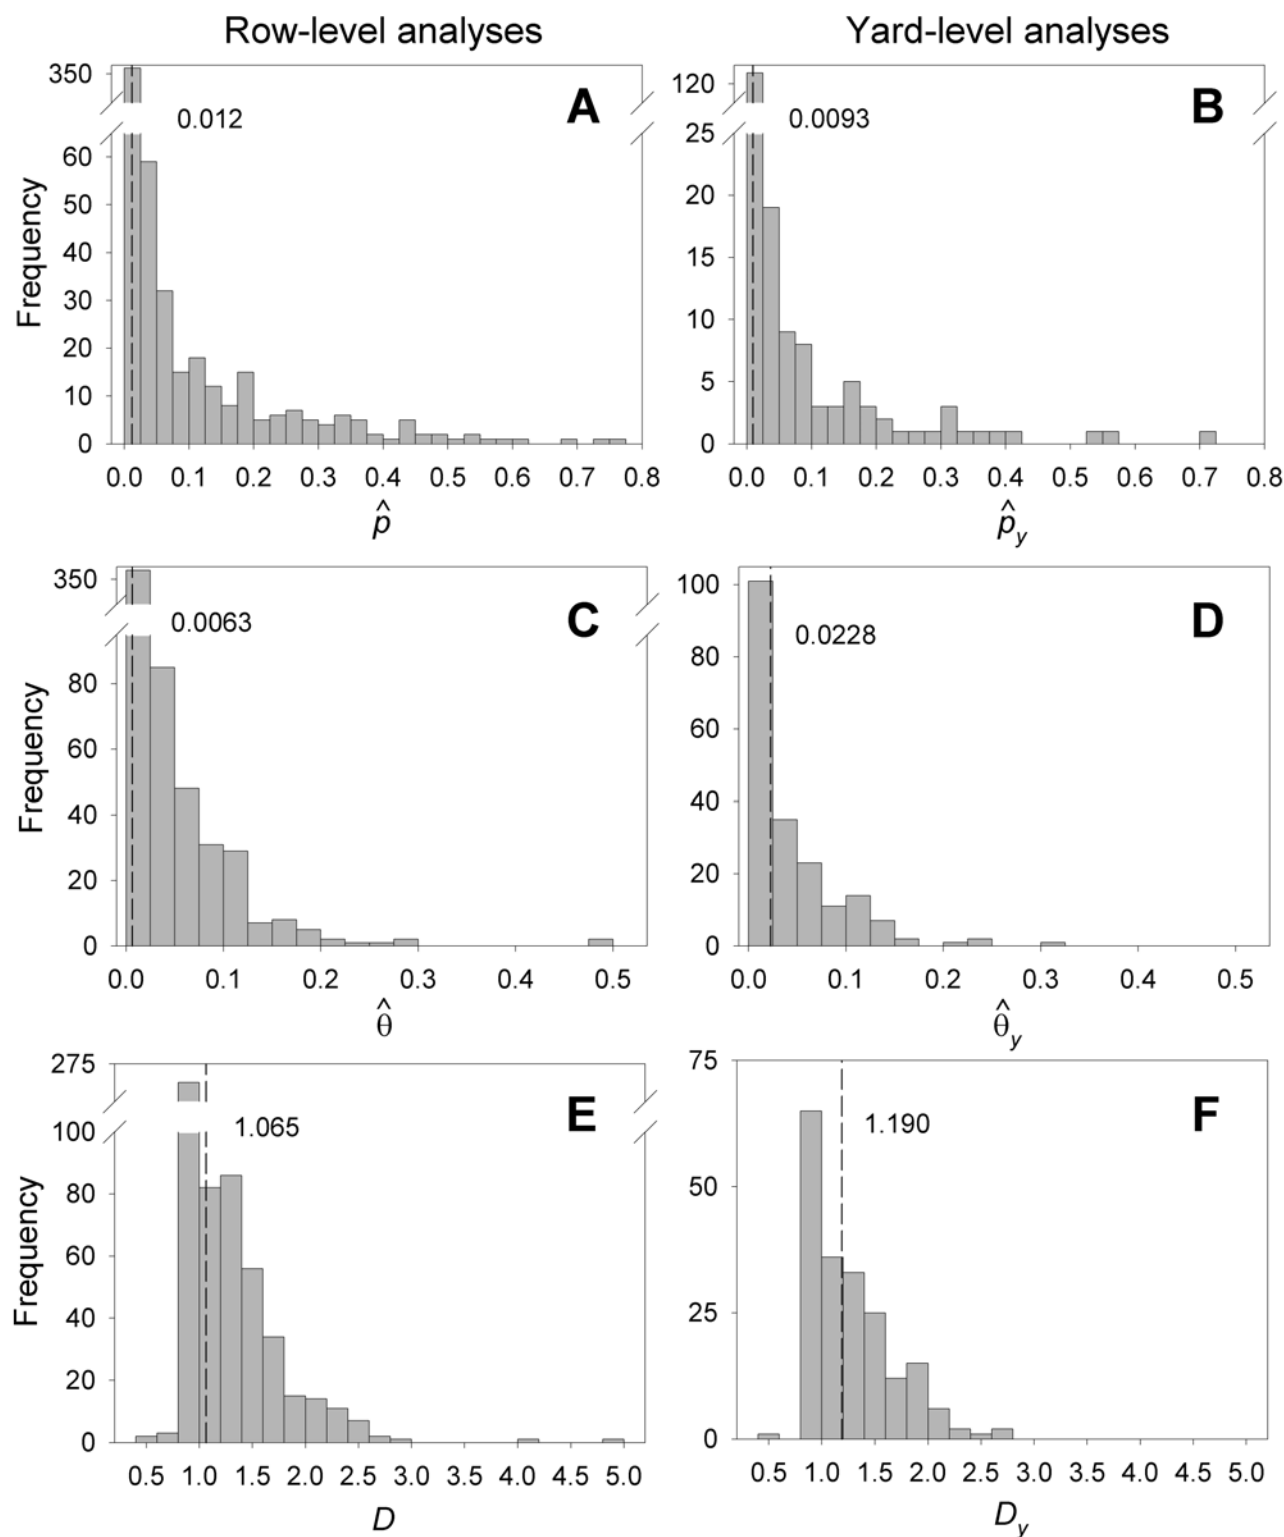 Row-level analyses
Yard-level analyses
350
60
50
40
30
20
10
0
Frequency
0.012
A
0.0 0.1 0.2 0.3 0.4 0.5 0.6 0.7 0.8
p̂
120
25
20
15
10
5
0
0.0093
B
0.0 0.1 0.2 0.3 0.4 0.5 0.6 0.7 0.8
p̂y
350
80
60
40
20
0
Frequency
0.0063
C
0.0 0.1 0.2 0.3 0.4 0.5
θ̂
100
80
60
40
20
0
0.0228
D
0.0 0.1 0.2 0.3 0.4 0.5
θ̂y
275
100
80
60
40
20
0
Frequency
1.065
E
0.5 1.0 1.5 2.0 2.5 3.0 3.5 4.0 4.5 5.0
D
75
50
25
0
1.190
F
0.5 1.0 1.5 2.0 2.5 3.0 3.5 4.0 4.5 5.0
Dy